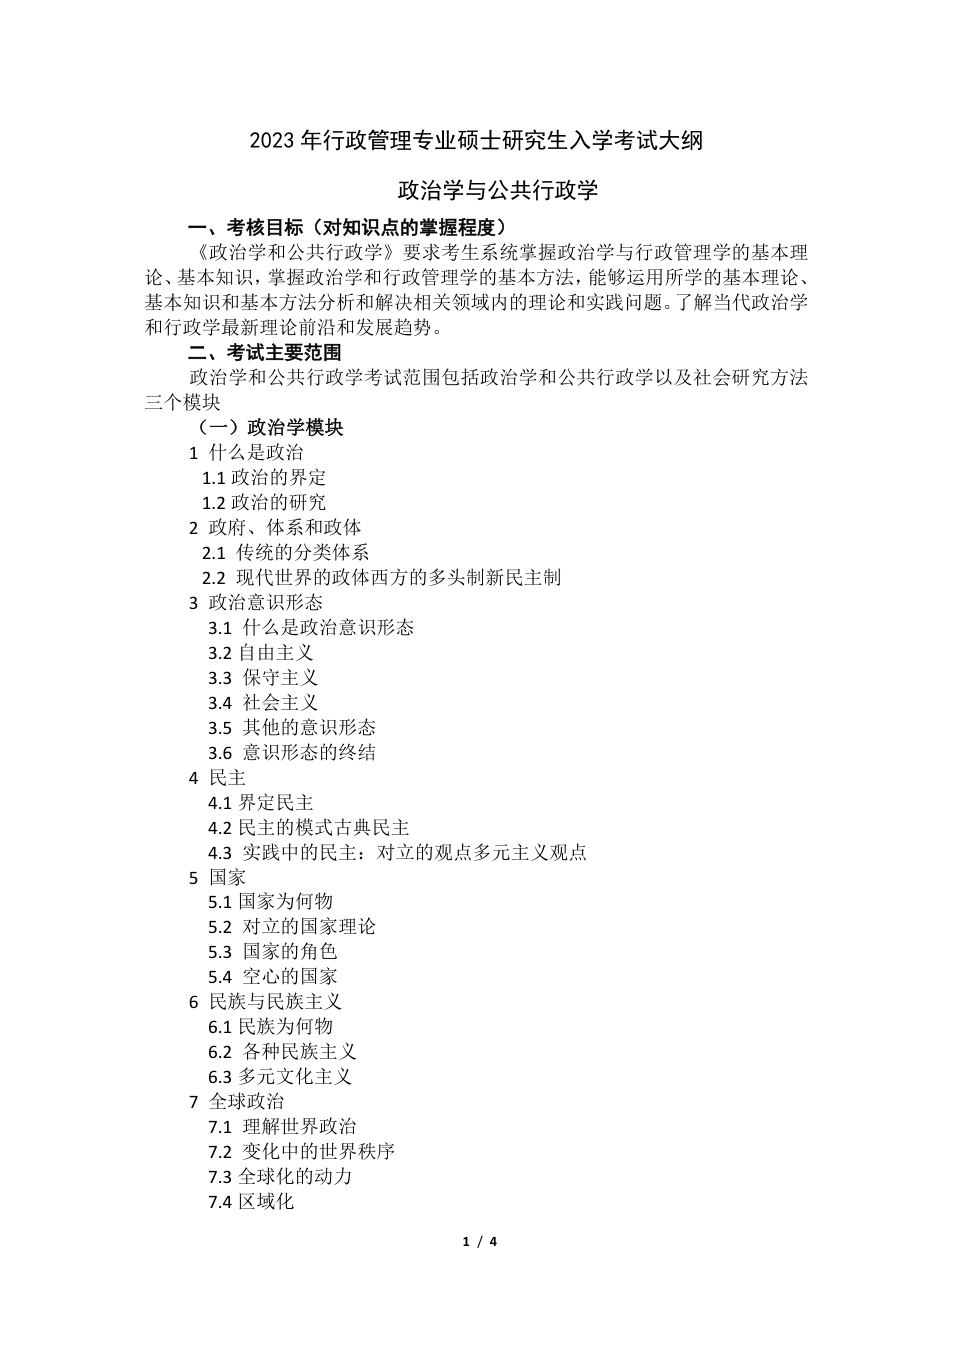 2023 年行政管理专业硕士研究生入学考试大纲
政治学与公共行政学
一、考核目标（对知识点的掌握程度）
《政治学和公共行政学》要求考生系统掌握政治学与行政管理学的基本理
论、基本知识，掌握政治学和行政管理学的基本方法，能够运用所学的基本理论、
基本知识和基本方法分析和解决相关领域内的理论和实践问题。了解当代政治学
和行政学最新理论前沿和发展趋势。
二、考试主要范围
政治学和公共行政学考试范围包括政治学和公共行政学以及社会研究方法
三个模块
（一）政治学模块
1 什么是政治
1.1 政治的界定
1.2 政治的研究
2 政府、体系和政体
2.1 传统的分类体系
2.2 现代世界的政体西方的多头制新民主制
3 政治意识形态
3.1 什么是政治意识形态
3.2 自由主义
3.3 保守主义
3.4 社会主义
3.5 其他的意识形态
3.6 意识形态的终结
4 民主
4.1 界定民主
4.2 民主的模式古典民主
4.3 实践中的民主：对立的观点多元主义观点
5 国家
5.1 国家为何物
5.2 对立的国家理论
5.3 国家的角色
5.4 空心的国家
6 民族与民族主义
6.1 民族为何物
6.2 各种民族主义
6.3 多元文化主义
7 全球政治
7.1 理解世界政治
7.2 变化中的世界秩序
7.3 全球化的动力
7.4 区域化
1 / 4